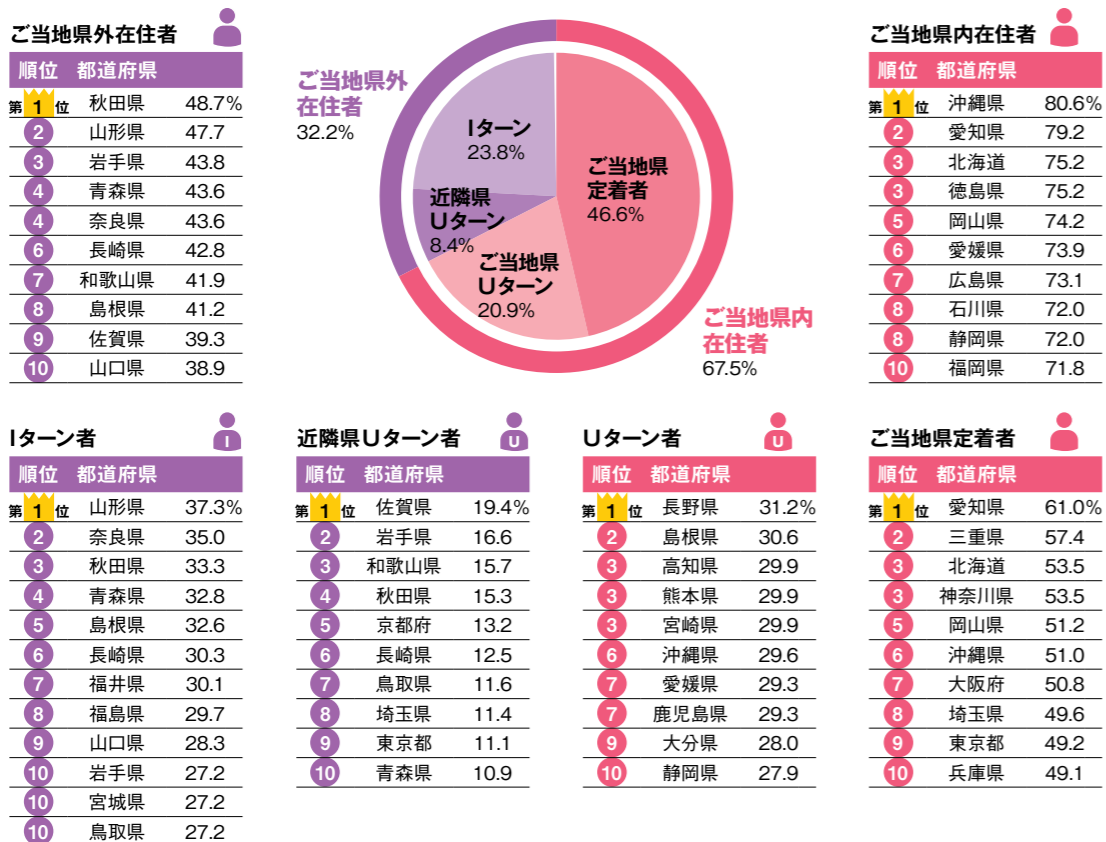 ご当地県外在住者
順位 都道府県
第1位 秋田県 48.7%
2 山形県 47.7
3 岩手県 43.8
4 青森県 43.6
4 奈良県 43.6
6 長崎県 42.8
7 和歌山県 41.9
8 島根県 41.2
9 佐賀県 39.3
10 山口県 38.9
ご当地県外
在住者
32.2%
Iターン
23.8%
近隣県
Uターン
8.4%
ご当地県
定着者
46.6%
ご当地県
Uターン
20.9%
ご当地県内
在住者
67.5%
ご当地県内在住者
順位 都道府県
第1位 沖縄県 80.6%
2 愛知県 79.2
3 北海道 75.2
3 徳島県 75.2
5 岡山県 74.2
6 愛媛県 73.9
7 広島県 73.1
8 石川県 72.0
8 静岡県 72.0
10 福岡県 71.8
Iターン者
I
順位 都道府県
第1位 山形県 37.3%
2 奈良県 35.0
3 秋田県 33.3
4 青森県 32.8
5 島根県 32.6
6 長崎県 30.3
7 福井県 30.1
8 福島県 29.7
9 山口県 28.3
10 岩手県 27.2
10 宮城県 27.2
10 鳥取県 27.2
近隣県Uターン者
U
順位 都道府県
第1位 佐賀県 19.4%
2 岩手県 16.6
3 和歌山県 15.7
4 秋田県 15.3
5 京都府 13.2
6 長崎県 12.5
7 鳥取県 11.6
8 埼玉県 11.4
9 東京都 11.1
10 青森県 10.9
Uターン者
U
順位 都道府県
第1位 長野県 31.2%
2 島根県 30.6
3 高知県 29.9
3 熊本県 29.9
3 宮崎県 29.9
6 沖縄県 29.6
7 愛媛県 29.3
7 鹿児島県 29.3
9 大分県 28.0
10 静岡県 27.9
ご当地県定着者
順位 都道府県
第1位 愛知県 61.0%
2 三重県 57.4
3 北海道 53.5
3 神奈川県 53.5
5 岡山県 51.2
6 沖縄県 51.0
7 大阪府 50.8
8 埼玉県 49.6
9 東京都 49.2
10 兵庫県 49.1